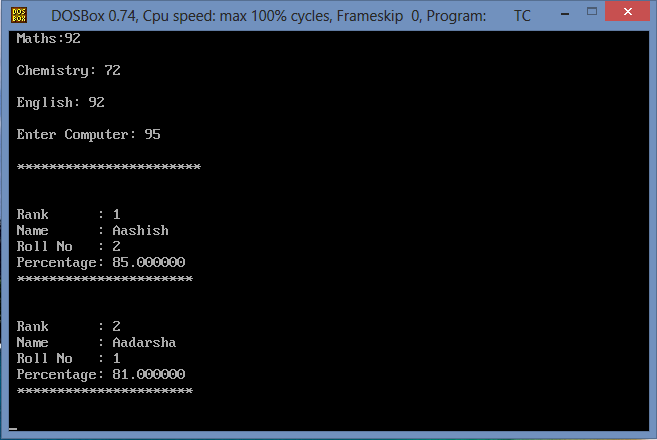 DOS
BOX
DOSBox 0.74, Cpu speed: max 100% cycles, Frameskip 0, Program: TC
Maths:92
Chemistry: 72
English: 92
Enter Computer: 95
***********************
Rank      : 1
Name      : Aashish
Roll No   : 2
Percentage: 85.000000
**********************
Rank      : 2
Name      : Aadarsha
Roll No   : 1
Percentage: 81.000000
**********************
_